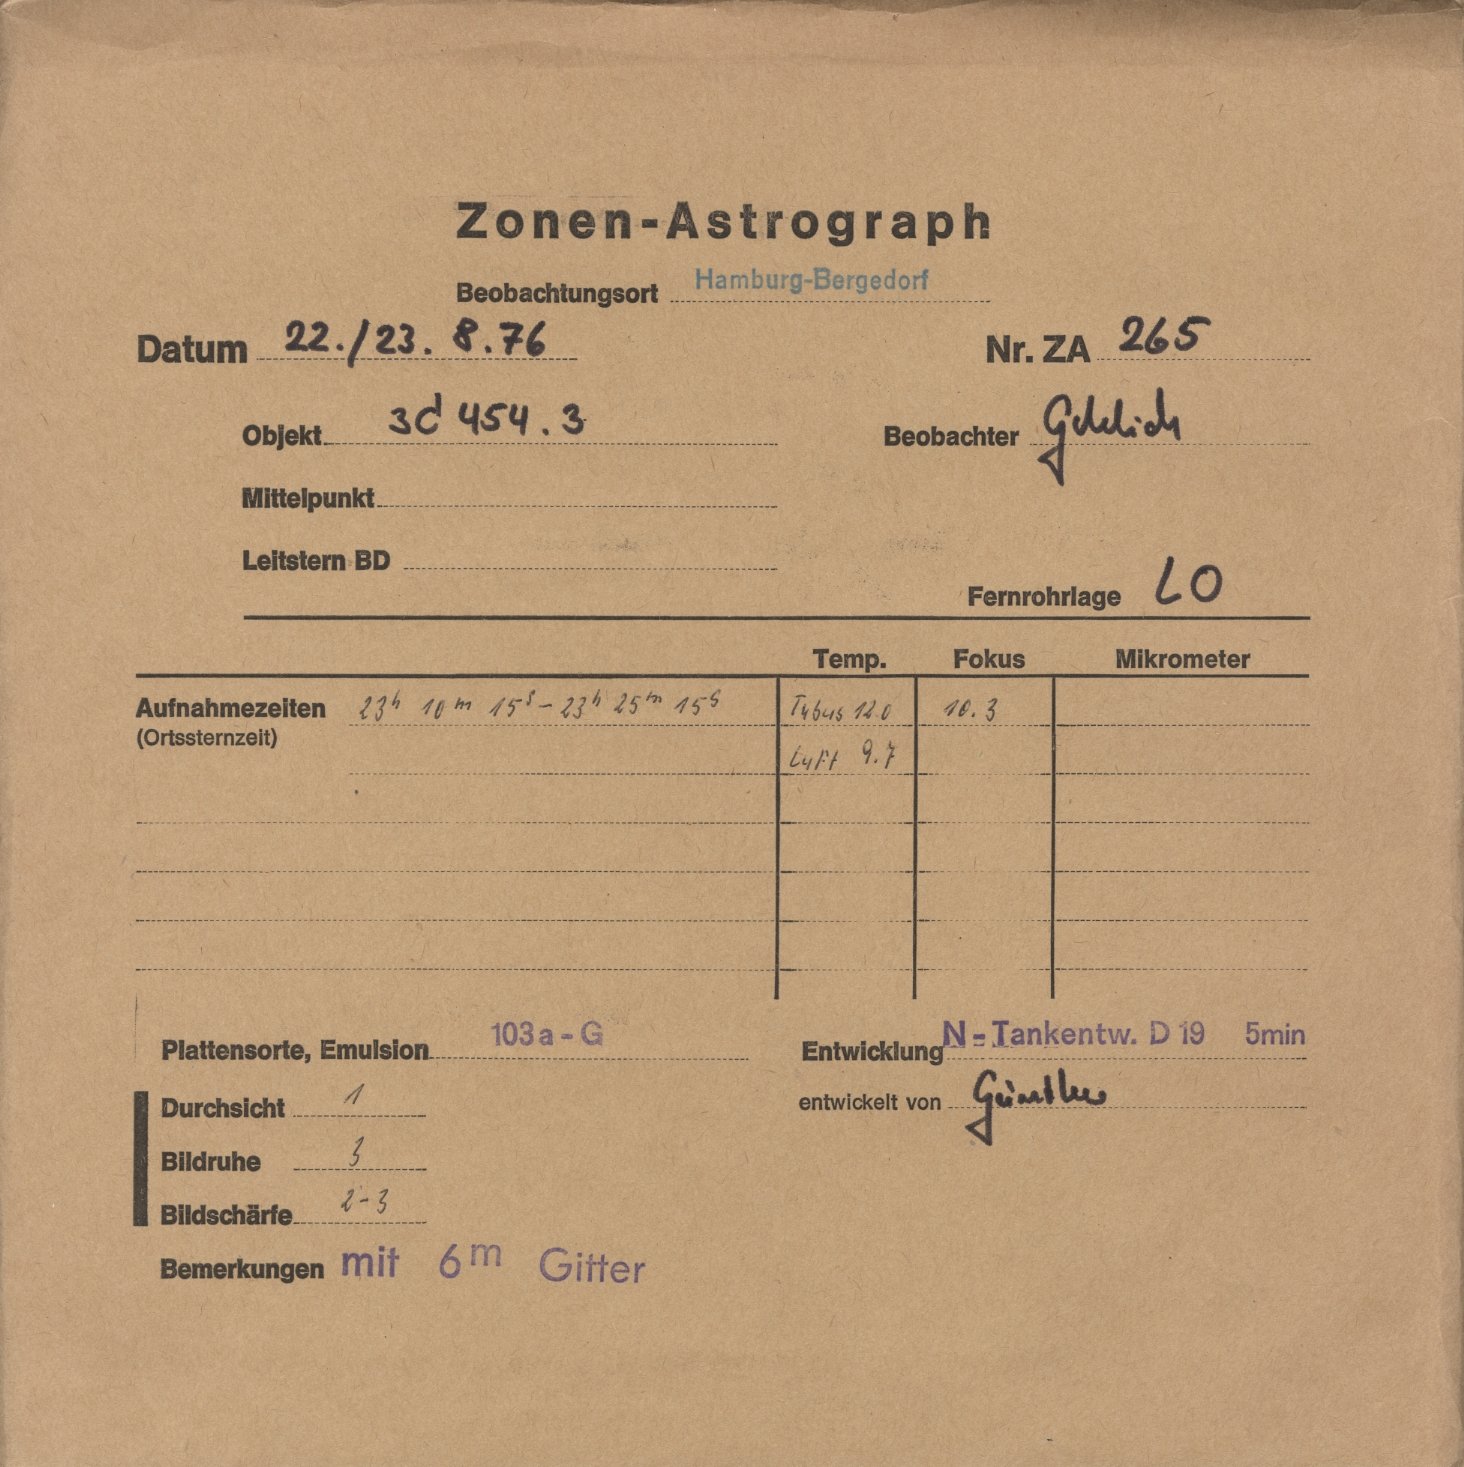 Zonen-Astrograph
Beobachtungsort Hamburg-Bergedorf
Datum 22./23. 8.76 Nr. ZA 265
Objekt 3C 454.3 Beobachter
Mittelpunkt
Leitstern BD
Fernrohrlage LO
Temp. Fokus Mikrometer
Aufnahmezeiten 23h 10m 15s - 23h 25m 15s Tubus 12.0 10.3
(Ortssternzeit)
Luft 9.7
Plattensorte, Emulsion 103a-G Entwicklung N-Tankentw. D 19 5min
Durchsicht 1 entwickelt von Günther
Bildruhe 3
Bildschärfe 2-3
Bemerkungen mit 6m Gitter